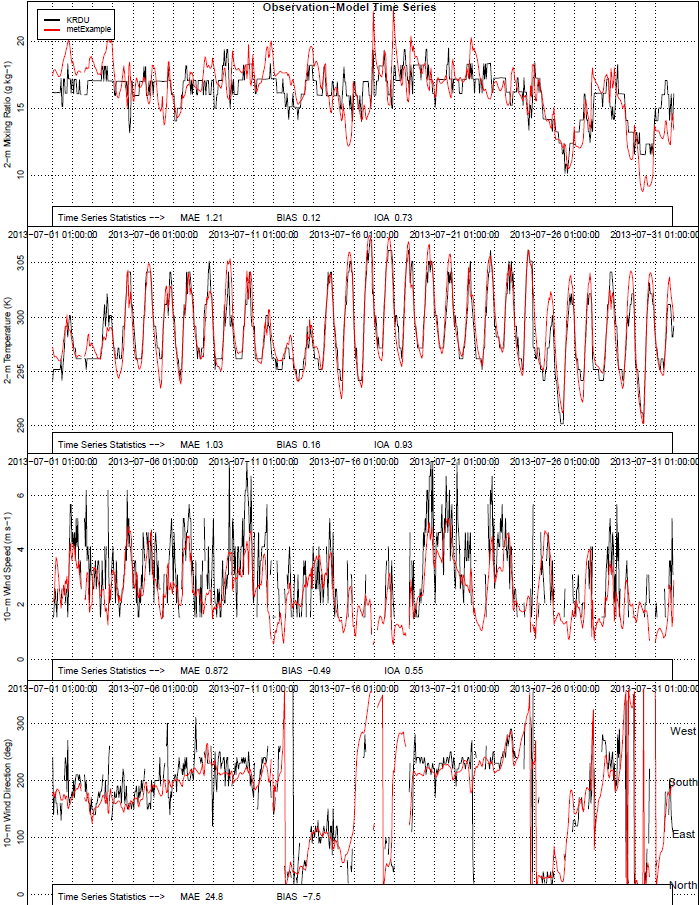 Observation−Model Time Series
KRDU
metExample
2−m Mixing Ratio (g kg−1)
20
15
10
Time Series Statistics −−> MAE 1.21 BIAS 0.12 IOA 0.73
2013−07−01 01:00:00 2013−07−06 01:00:00 2013−07−11 01:00:00 2013−07−16 01:00:00 2013−07−21 01:00:00 2013−07−26 01:00:00 2013−07−31 01:00:00
2−m Temperature (K)
305
300
295
290
Time Series Statistics −−> MAE 1.03 BIAS 0.16 IOA 0.93
2013−07−01 01:00:00 2013−07−06 01:00:00 2013−07−11 01:00:00 2013−07−16 01:00:00 2013−07−21 01:00:00 2013−07−26 01:00:00 2013−07−31 01:00:00
10−m Wind Speed (m s−1)
6
4
2
0
Time Series Statistics −−> MAE 0.872 BIAS −0.49 IOA 0.55
2013−07−01 01:00:00 2013−07−06 01:00:00 2013−07−11 01:00:00 2013−07−16 01:00:00 2013−07−21 01:00:00 2013−07−26 01:00:00 2013−07−31 01:00:00
10−m Wind Direction (deg)
300
200
100
0
West
South
East
North
Time Series Statistics −−> MAE 24.8 BIAS −7.5